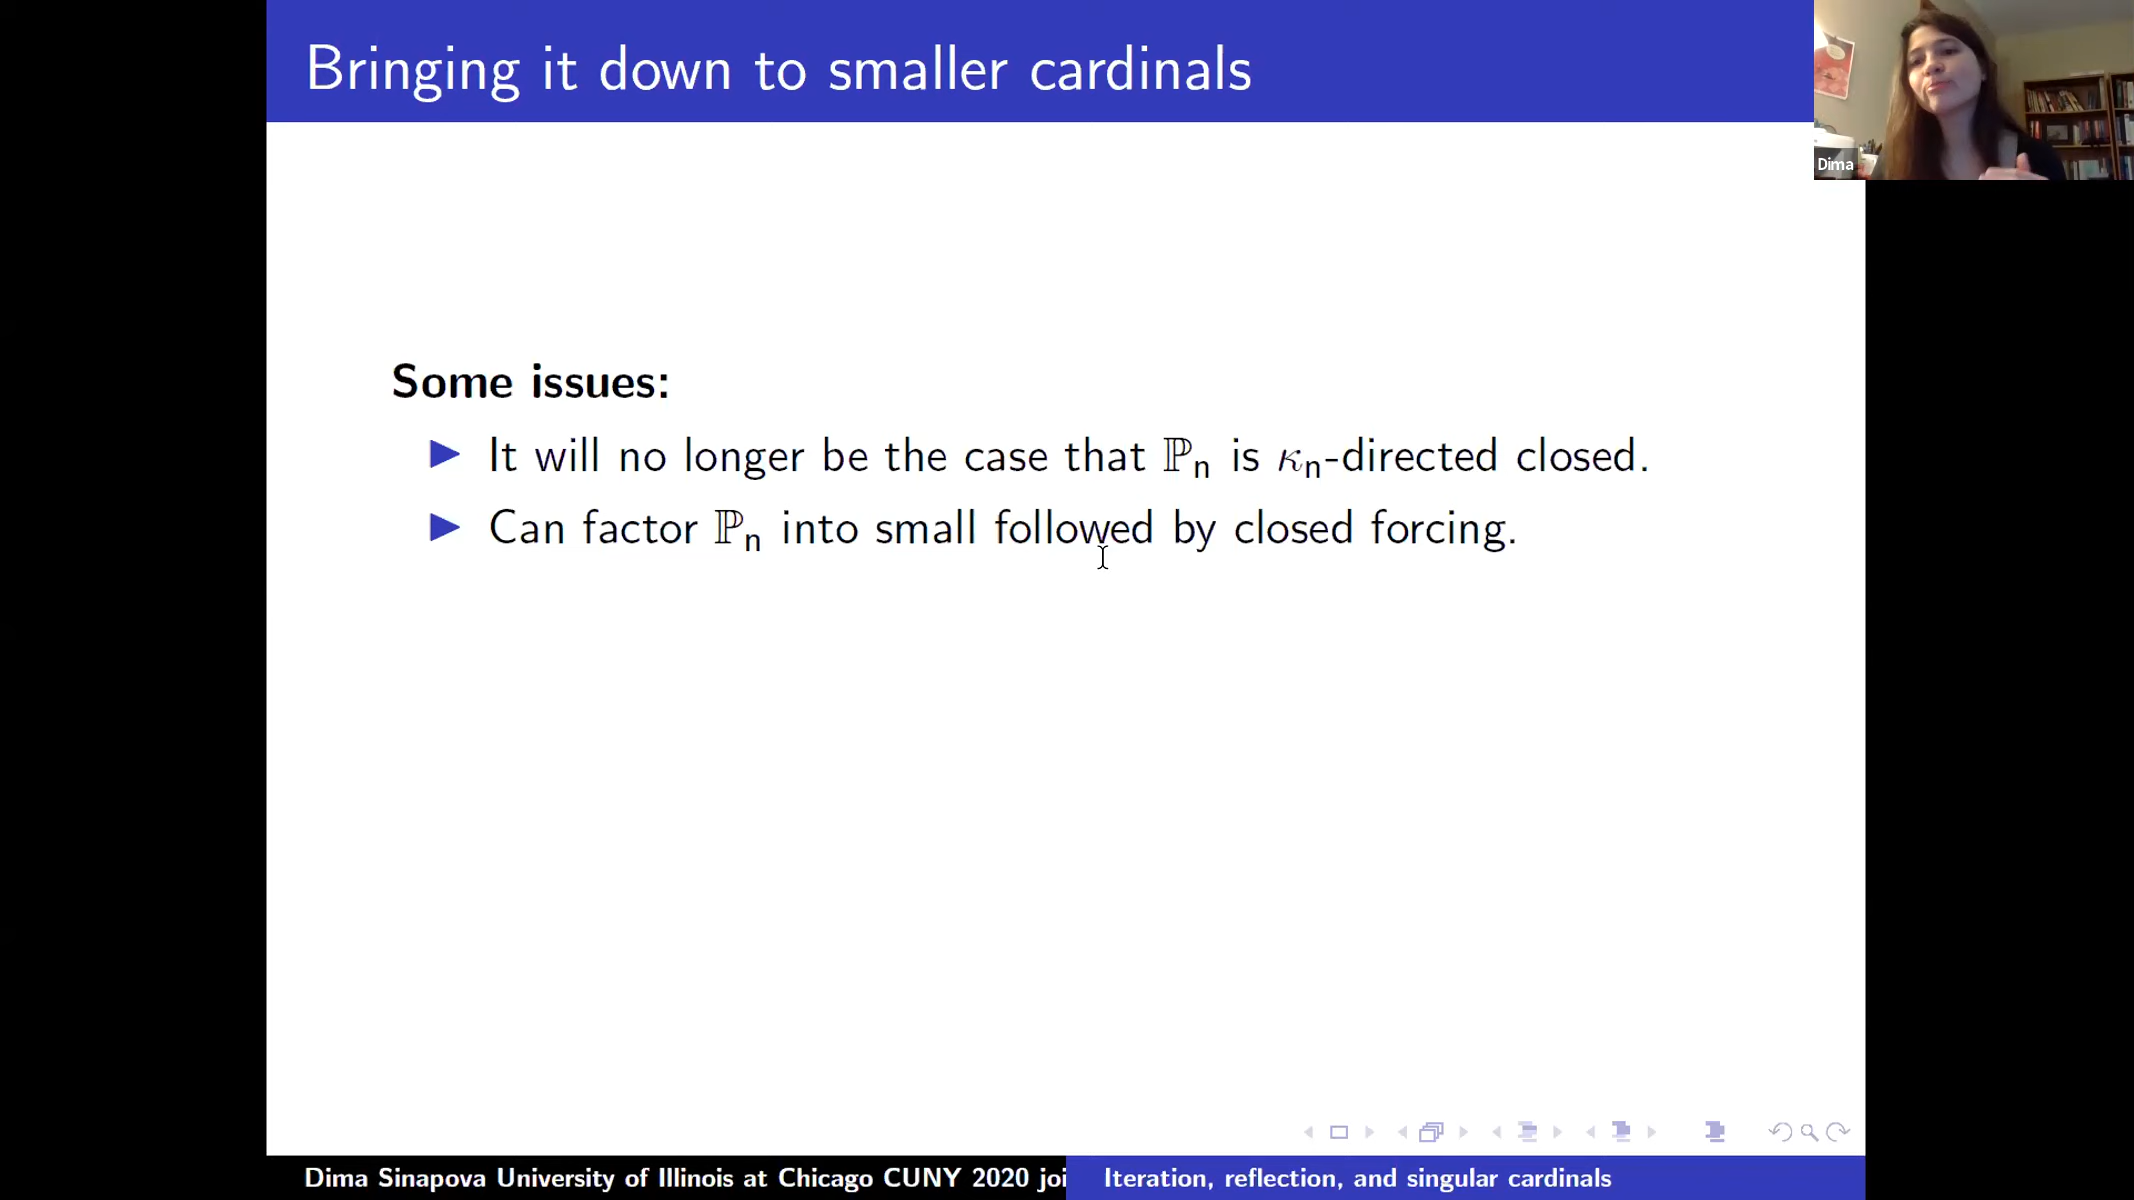 Bringing it down to smaller cardinals
Dima
Some issues:
▶ It will no longer be the case that ℙₙ is κₙ-directed closed.
▶ Can factor ℙₙ into small followed by closed forcing.
Dima Sinapova University of Illinois at Chicago CUNY 2020 joi
Iteration, reflection, and singular cardinals